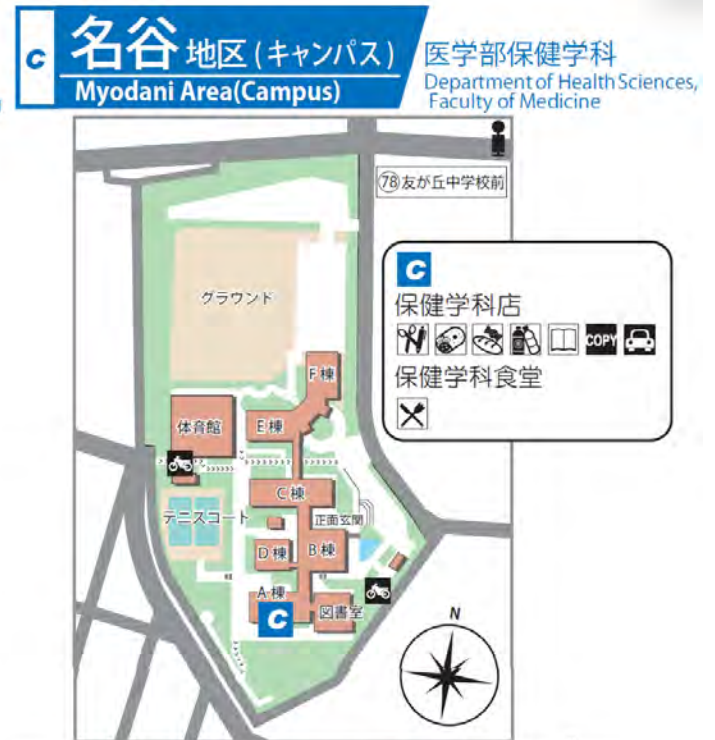 C
名谷 地区 (キャンパス)
Myodani Area(Campus)
医学部保健学科
Department of Health Sciences,
Faculty of Medicine
78 友が丘中学校前
C
保健学科店
COPY
保健学科食堂
グラウンド
F 棟
体育館
E 棟
C 棟
テニスコート
正面玄関
D 棟
B 棟
A 棟
C
図書室
N